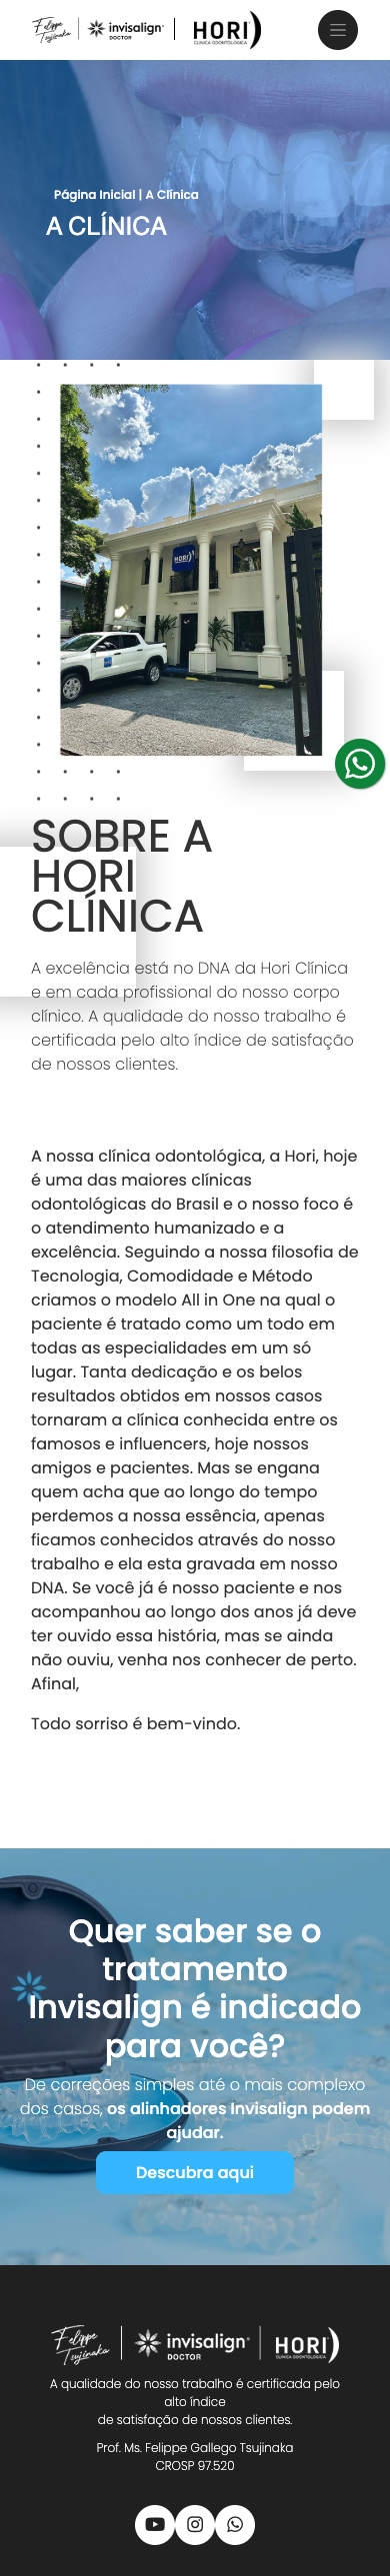 Felippe
Tsujinaka
invisalign
DOCTOR
HORI
CLÍNICA ODONTOLÓGICA
Página Inicial | A Clínica
A CLÍNICA
HORI
SOBRE A
HORI
CLÍNICA
A excelência está no DNA da Hori Clínica
e em cada profissional do nosso corpo
clínico. A qualidade do nosso trabalho é
certificada pelo alto índice de satisfação
de nossos clientes.
A nossa clínica odontológica, a Hori, hoje
é uma das maiores clínicas
odontológicas do Brasil e o nosso foco é
o atendimento humanizado e a
excelência. Seguindo a nossa filosofia de
Tecnologia, Comodidade e Método
criamos o modelo All in One na qual o
paciente é tratado como um todo em
todas as especialidades em um só
lugar. Tanta dedicação e os belos
resultados obtidos em nossos casos
tornaram a clínica conhecida entre os
famosos e influencers, hoje nossos
amigos e pacientes. Mas se engana
quem acha que ao longo do tempo
perdemos a nossa essência, apenas
ficamos conhecidos através do nosso
trabalho e ela esta gravada em nosso
DNA. Se você já é nosso paciente e nos
acompanhou ao longo dos anos já deve
ter ouvido essa história, mas se ainda
não ouviu, venha nos conhecer de perto.
Afinal,
Todo sorriso é bem-vindo.
Quer saber se o
tratamento
Invisalign é indicado
para você?
De correções simples até o mais complexo
dos casos, os alinhadores Invisalign podem
ajudar.
Descubra aqui
Felippe
Tsujinaka
invisalign
DOCTOR
HORI
CLÍNICA ODONTOLÓGICA
A qualidade do nosso trabalho é certificada pelo
alto índice
de satisfação de nossos clientes.
Prof. Ms. Felippe Gallego Tsujinaka
CROSP 97.520